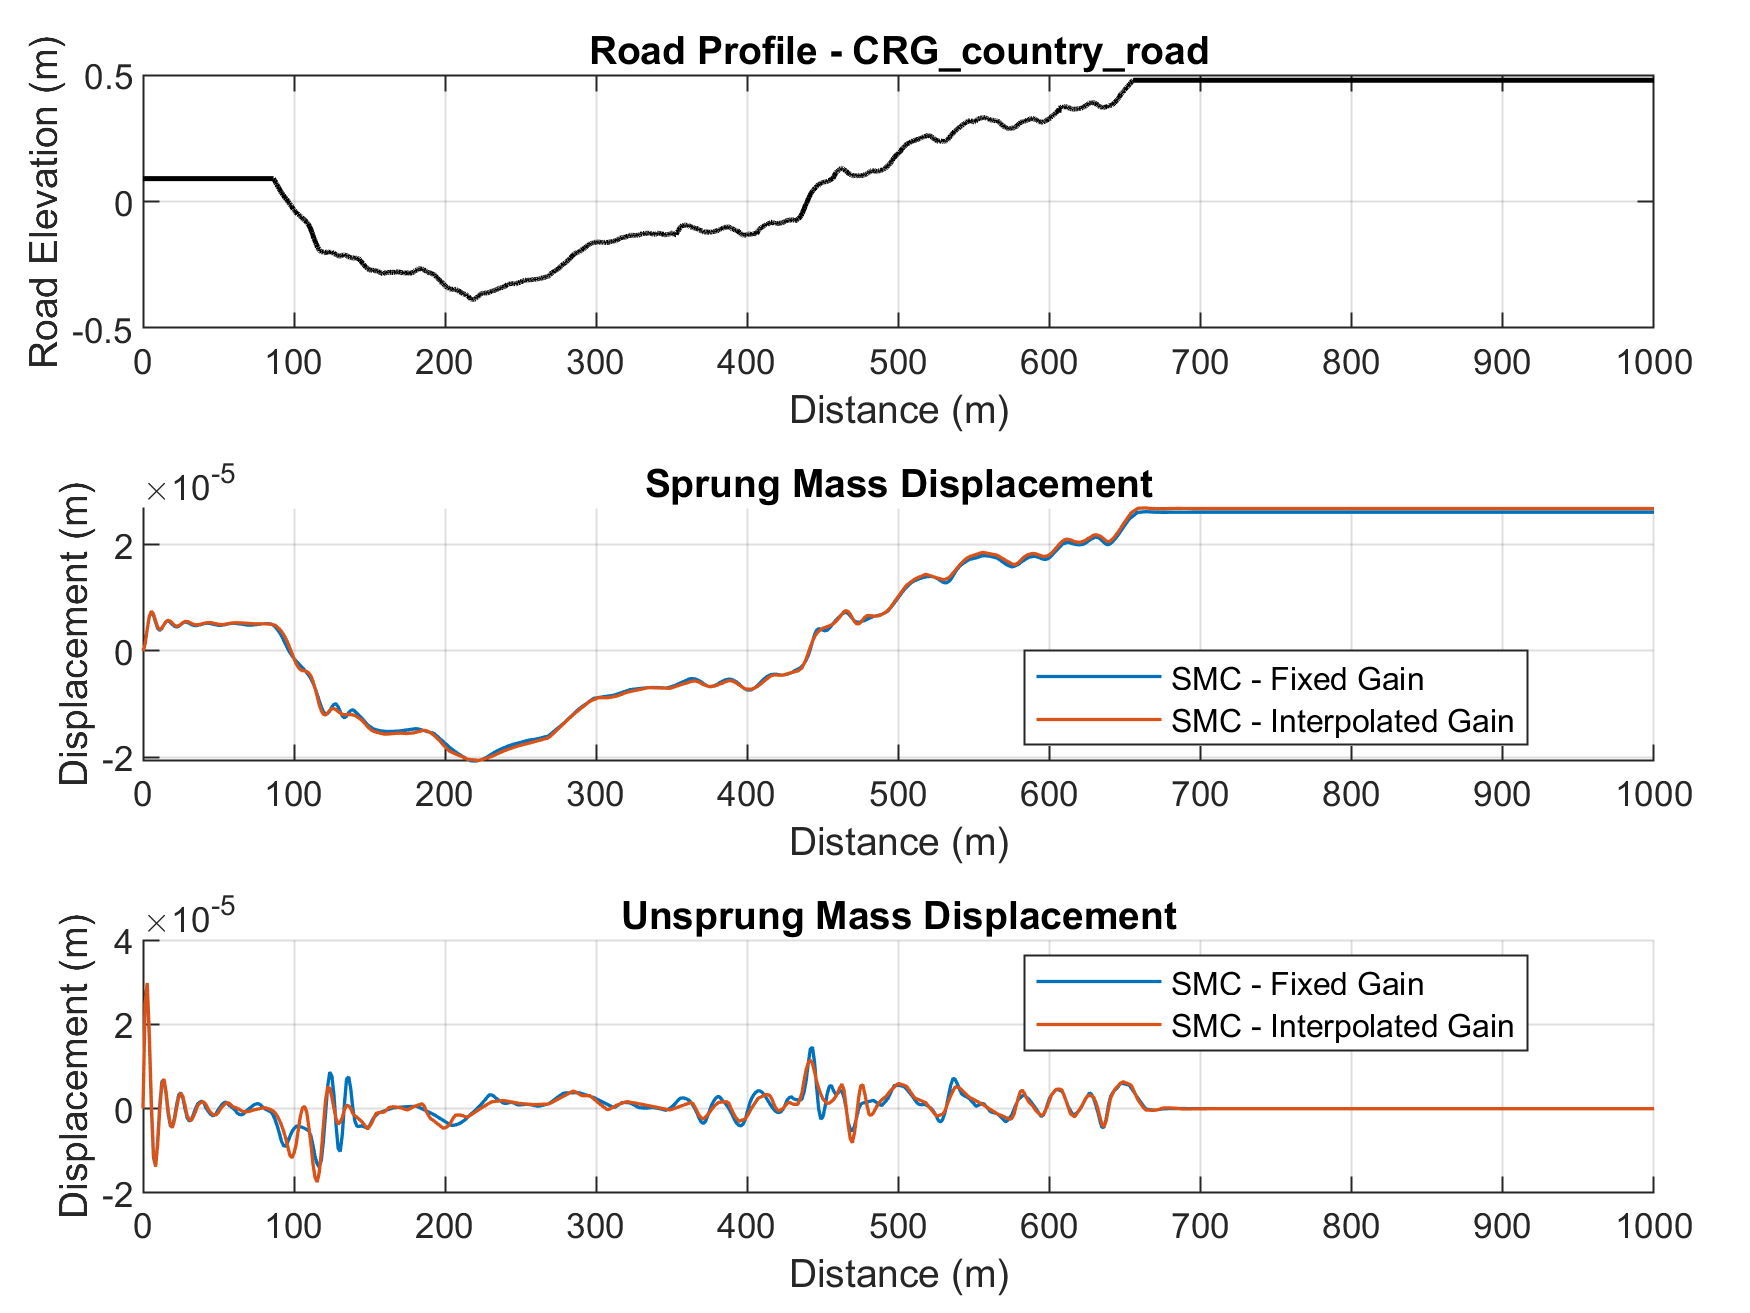 Road Profile - CRG_country_road
Road Elevation (m)
0.5
0
-0.5
0 100 200 300 400 500 600 700 800 900 1000
Distance (m)
Sprung Mass Displacement
×10-5
Displacement (m)
2
0
-2
SMC - Fixed Gain
SMC - Interpolated Gain
0 100 200 300 400 500 600 700 800 900 1000
Distance (m)
Unsprung Mass Displacement
×10-5
Displacement (m)
4
2
0
-2
SMC - Fixed Gain
SMC - Interpolated Gain
0 100 200 300 400 500 600 700 800 900 1000
Distance (m)